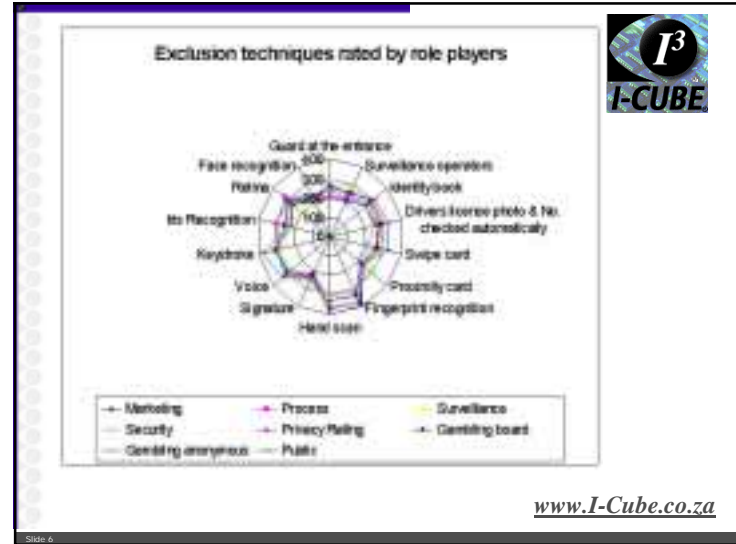 Exclusion techniques rated by role players
I³
I-CUBE
Guard at the entrance
Face recognition
Surveillance operators
Retina
Identity book
Iris Recognition
Drivers license photo & No.
checked automatically
Keystroke
Swipe card
Voice
Proximity card
Signature
Fingerprint recognition
Hand scan
Marketing Process Surveillance
Security Privacy Rating Gambling board
Gambling anonymous Public
www.I-Cube.co.za
Slide 6